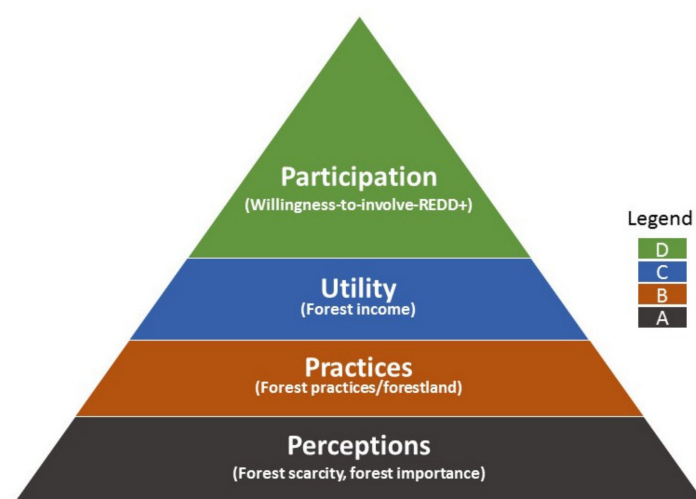 Participation
(Willingness-to-involve-REDD+)
Utility
(Forest income)
Practices
(Forest practices/forestland)
Perceptions
(Forest scarcity, forest importance)
Legend
D
C
B
A